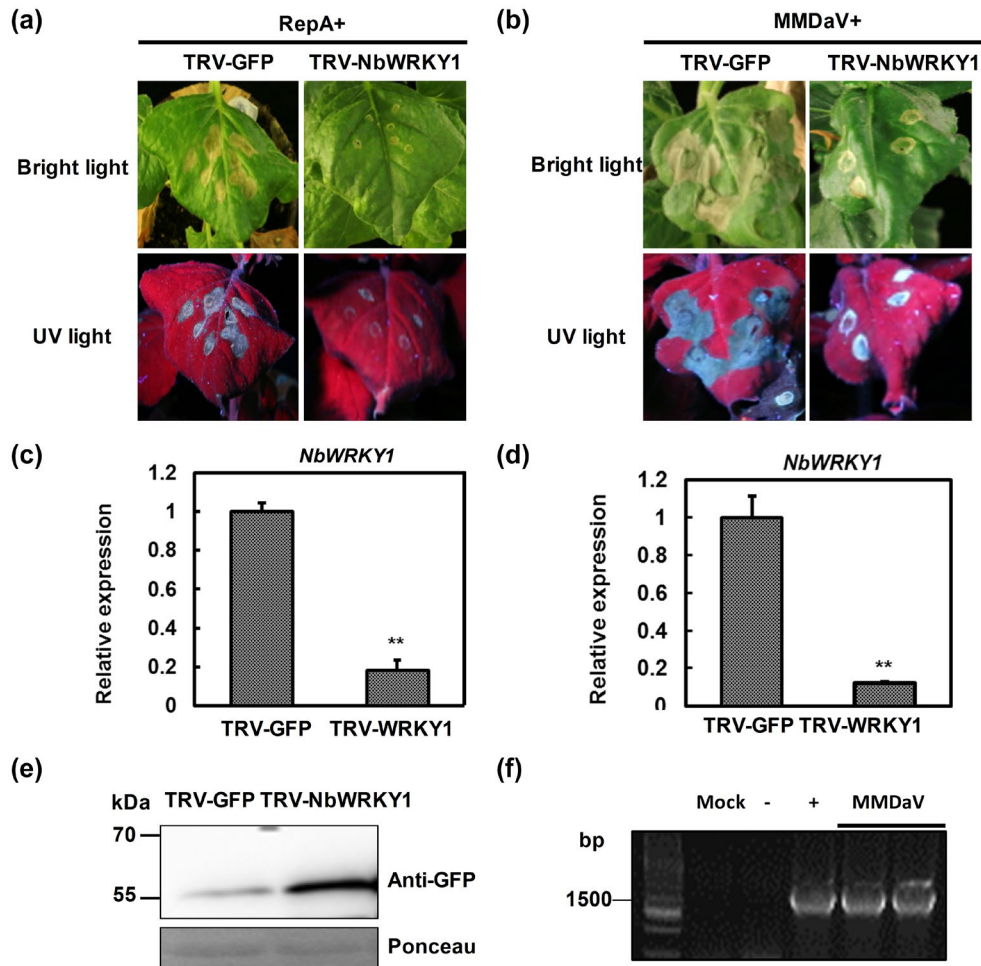 (a)
RepA+
TRV-GFP TRV-NbWRKY1
Bright light
UV light
(b)
MMDaV+
TRV-GFP TRV-NbWRKY1
Bright light
UV light
(c)
NbWRKY1
Relative expression
1.2
1
0.8
0.6
0.4
0.2
0
**
TRV-GFP TRV-WRKY1
(d)
NbWRKY1
Relative expression
1.2
1
0.8
0.6
0.4
0.2
0
**
TRV-GFP TRV-WRKY1
(e)
kDa TRV-GFP TRV-NbWRKY1
70
55
Anti-GFP
Ponceau
(f)
Mock - + MMDaV
bp
1500